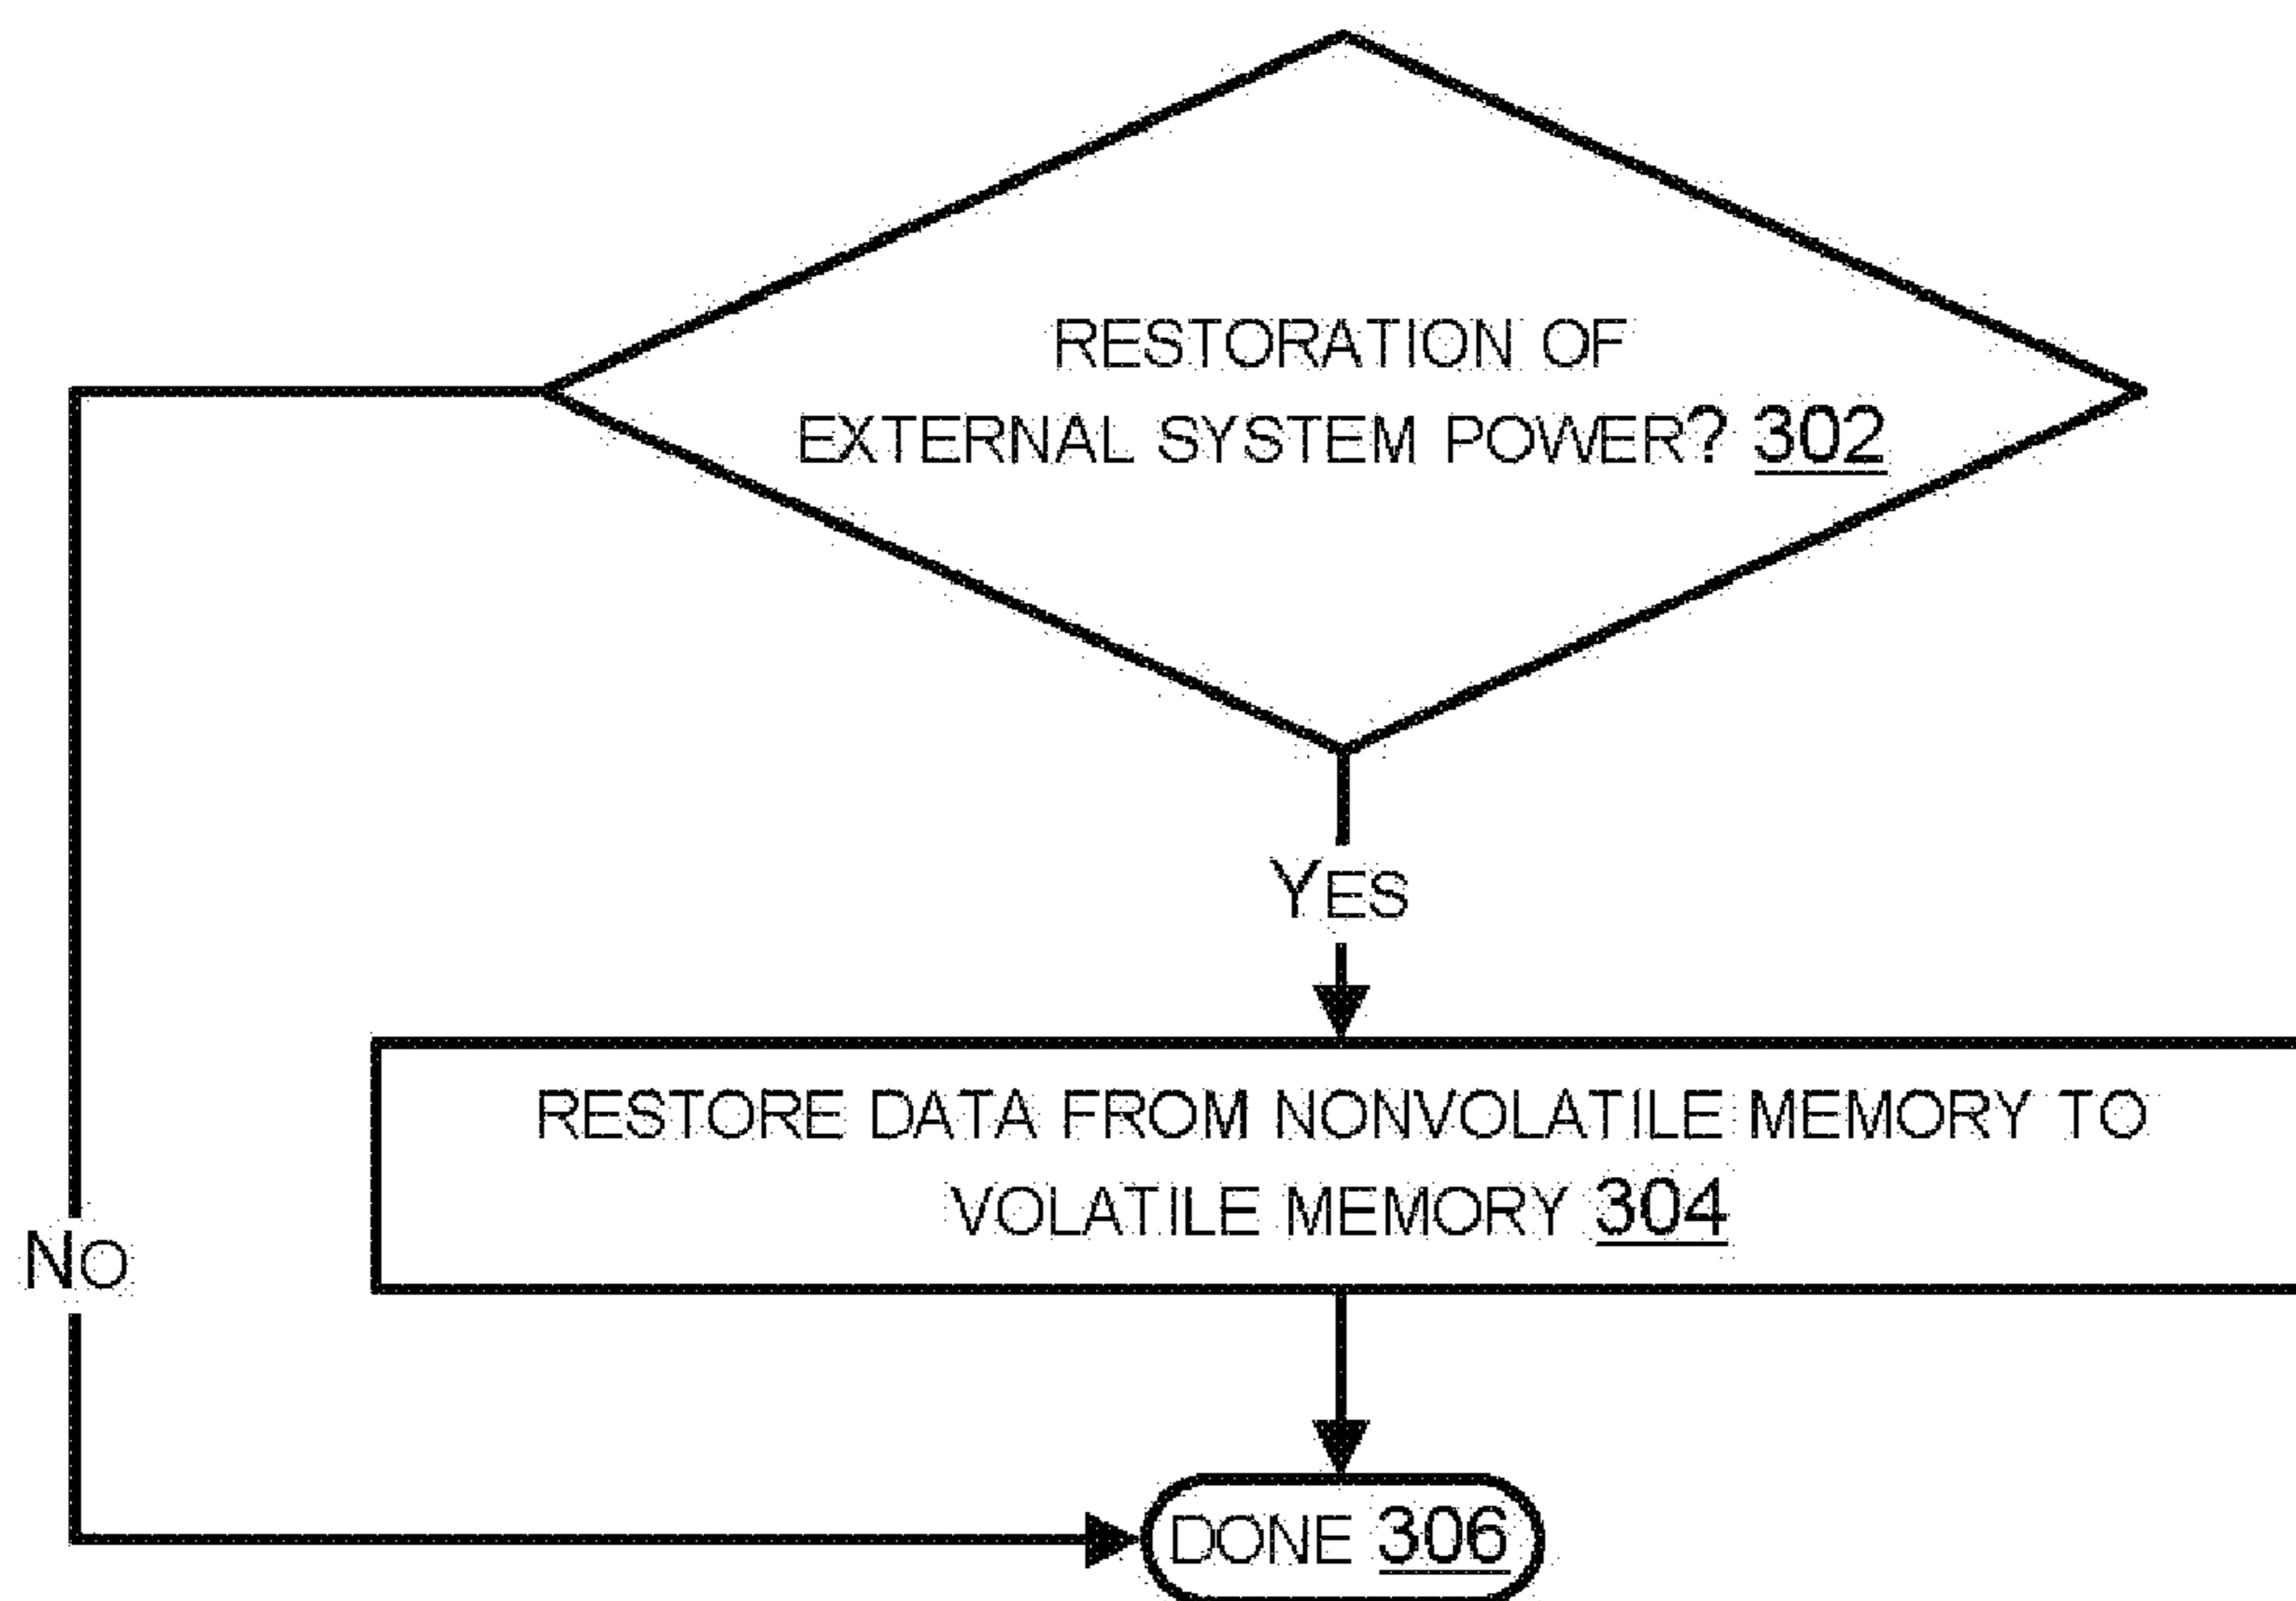 RESTORATION OF
EXTERNAL SYSTEM POWER? 302
YES
RESTORE DATA FROM NONVOLATILE MEMORY TO
VOLATILE MEMORY 304
NO
DONE 306